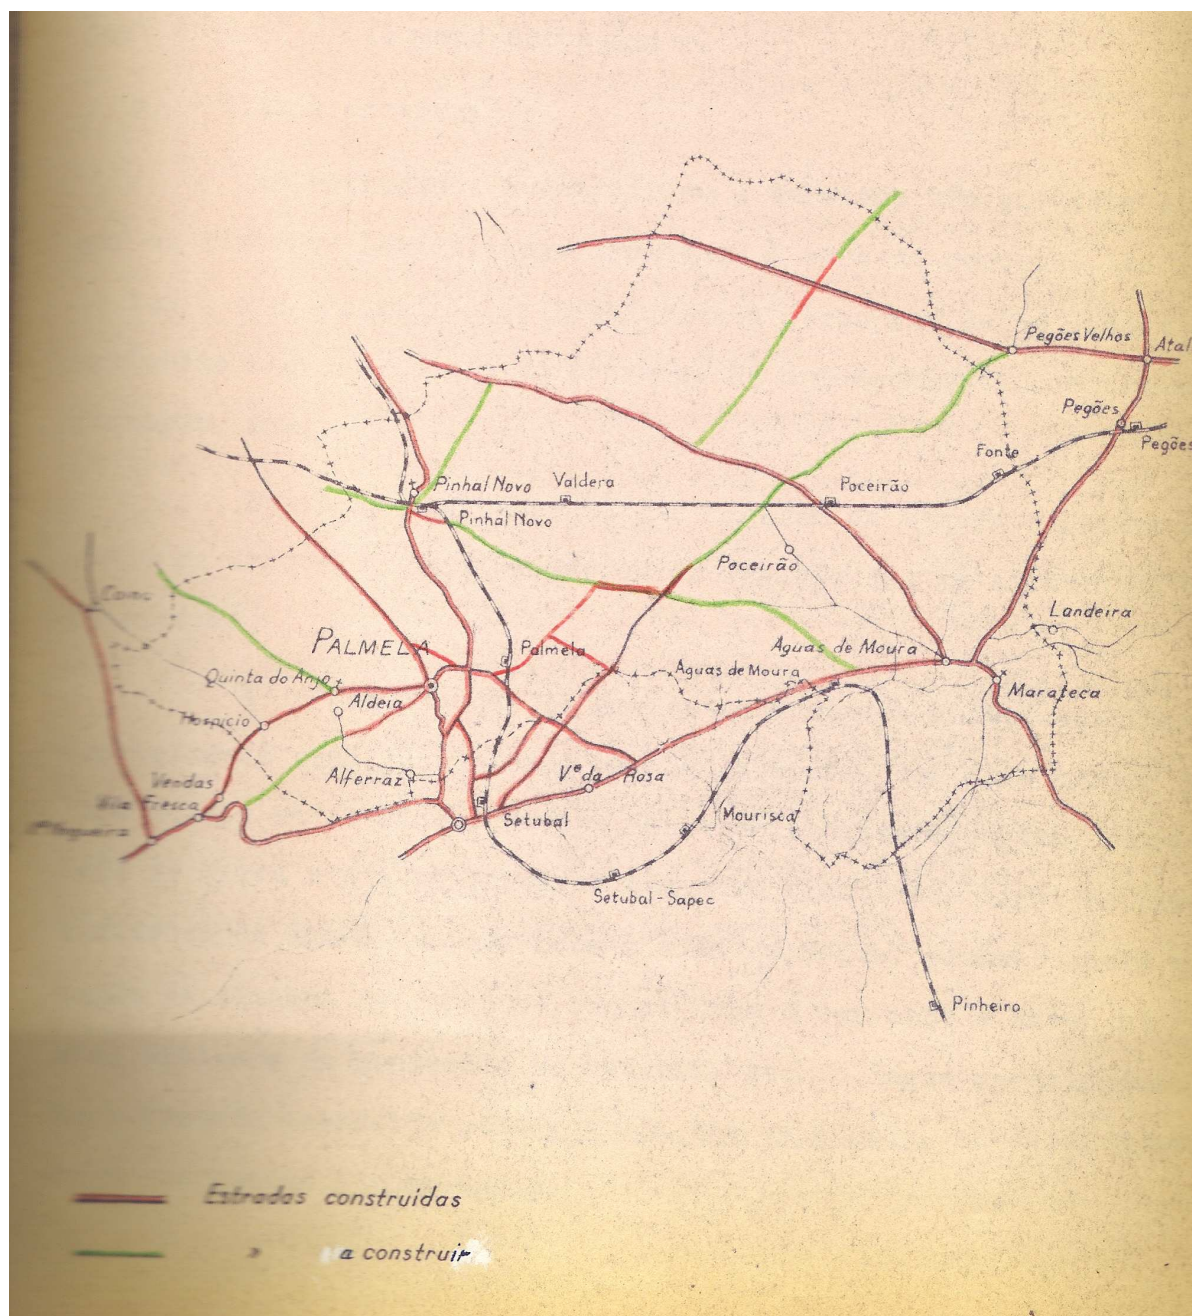 Pegões Velhos
Atal
Pegões
Pegões
Fonte
Pinhal Novo
Valdera
Poceirão
Pinhal Novo
Poceirão
Landeira
PALMELA
Palmela
Aguas de Moura
Aguas de Moura
Quinta do Anjo
Aldeia
Marateca
Hospicio
Alferraz
Vᵉ da Rosa
Vendas
Vila Fresca
Setubal
Mourisca
Setubal-Sapec
Pinheiro
Estradas construidas
» a construir